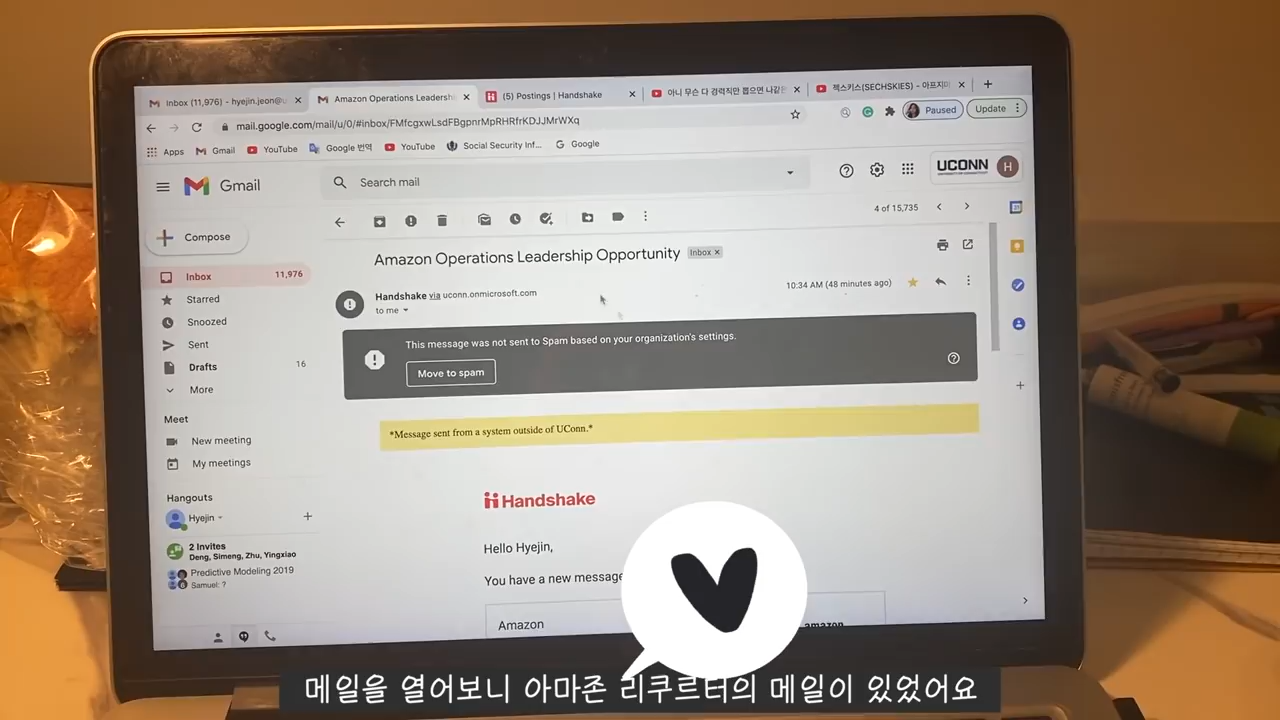 Inbox (11,976) - hyejin.jeon@u
Amazon Operations Leadersh
(5) Postings | Handshake
아니 무슨 다 경력직만 뽑으면 나같은
젝스키스(SECHSKIES) - 아프지마
mail.google.com/mail/u/0/#inbox/FMfcgxwLsdFBgpnrMpRHRfrKDJJMrWXq
Paused
Update
Apps
Gmail
YouTube
Google 번역
YouTube
Social Security Inf...
Google
Gmail
Search mail
UCONN
H
Compose
4 of 15,735
Inbox 11,976
Starred
Snoozed
Sent
Drafts 16
More
Meet
New meeting
My meetings
Hangouts
Hyejin
2 Invites
Deng, Simeng, Zhu, Yingxiao
Predictive Modeling 2019
Samuel: ?
Amazon Operations Leadership Opportunity
Inbox x
Handshake via uconn.onmicrosoft.com
10:34 AM (48 minutes ago)
to me
This message was not sent to Spam based on your organization's settings.
Move to spam
*Message sent from a system outside of UConn.*
Handshake
Hello Hyejin,
You have a new message
Amazon
amazon
메일을 열어보니 아마존 리쿠르터의 메일이 있었어요